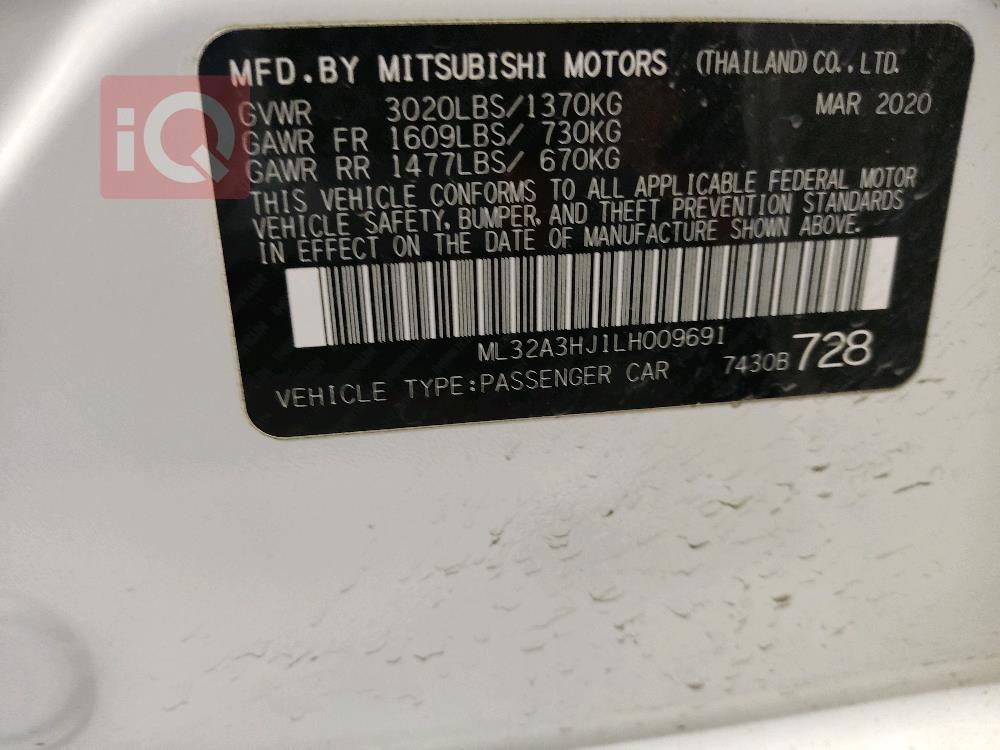 iQ
MFD.BY MITSUBISHI MOTORS (THAILAND) CO.,LTD.
GVWR 3020LBS/1370KG MAR 2020
GAWR FR 1609LBS/ 730KG
GAWR RR 1477LBS/ 670KG
THIS VEHICLE CONFORMS TO ALL APPLICABLE FEDERAL MOTOR
VEHICLE SAFETY, BUMPER, AND THEFT PREVENTION STANDARDS
IN EFFECT ON THE DATE OF MANUFACTURE SHOWN ABOVE.
ML32A3HJ1LH009691
VEHICLE TYPE:PASSENGER CAR 7430B 728